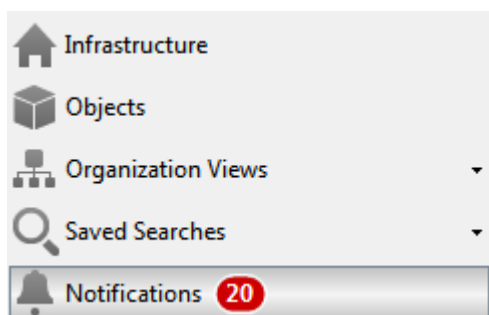 Infrastructure
Objects
Organization Views
Saved Searches
Notifications 20